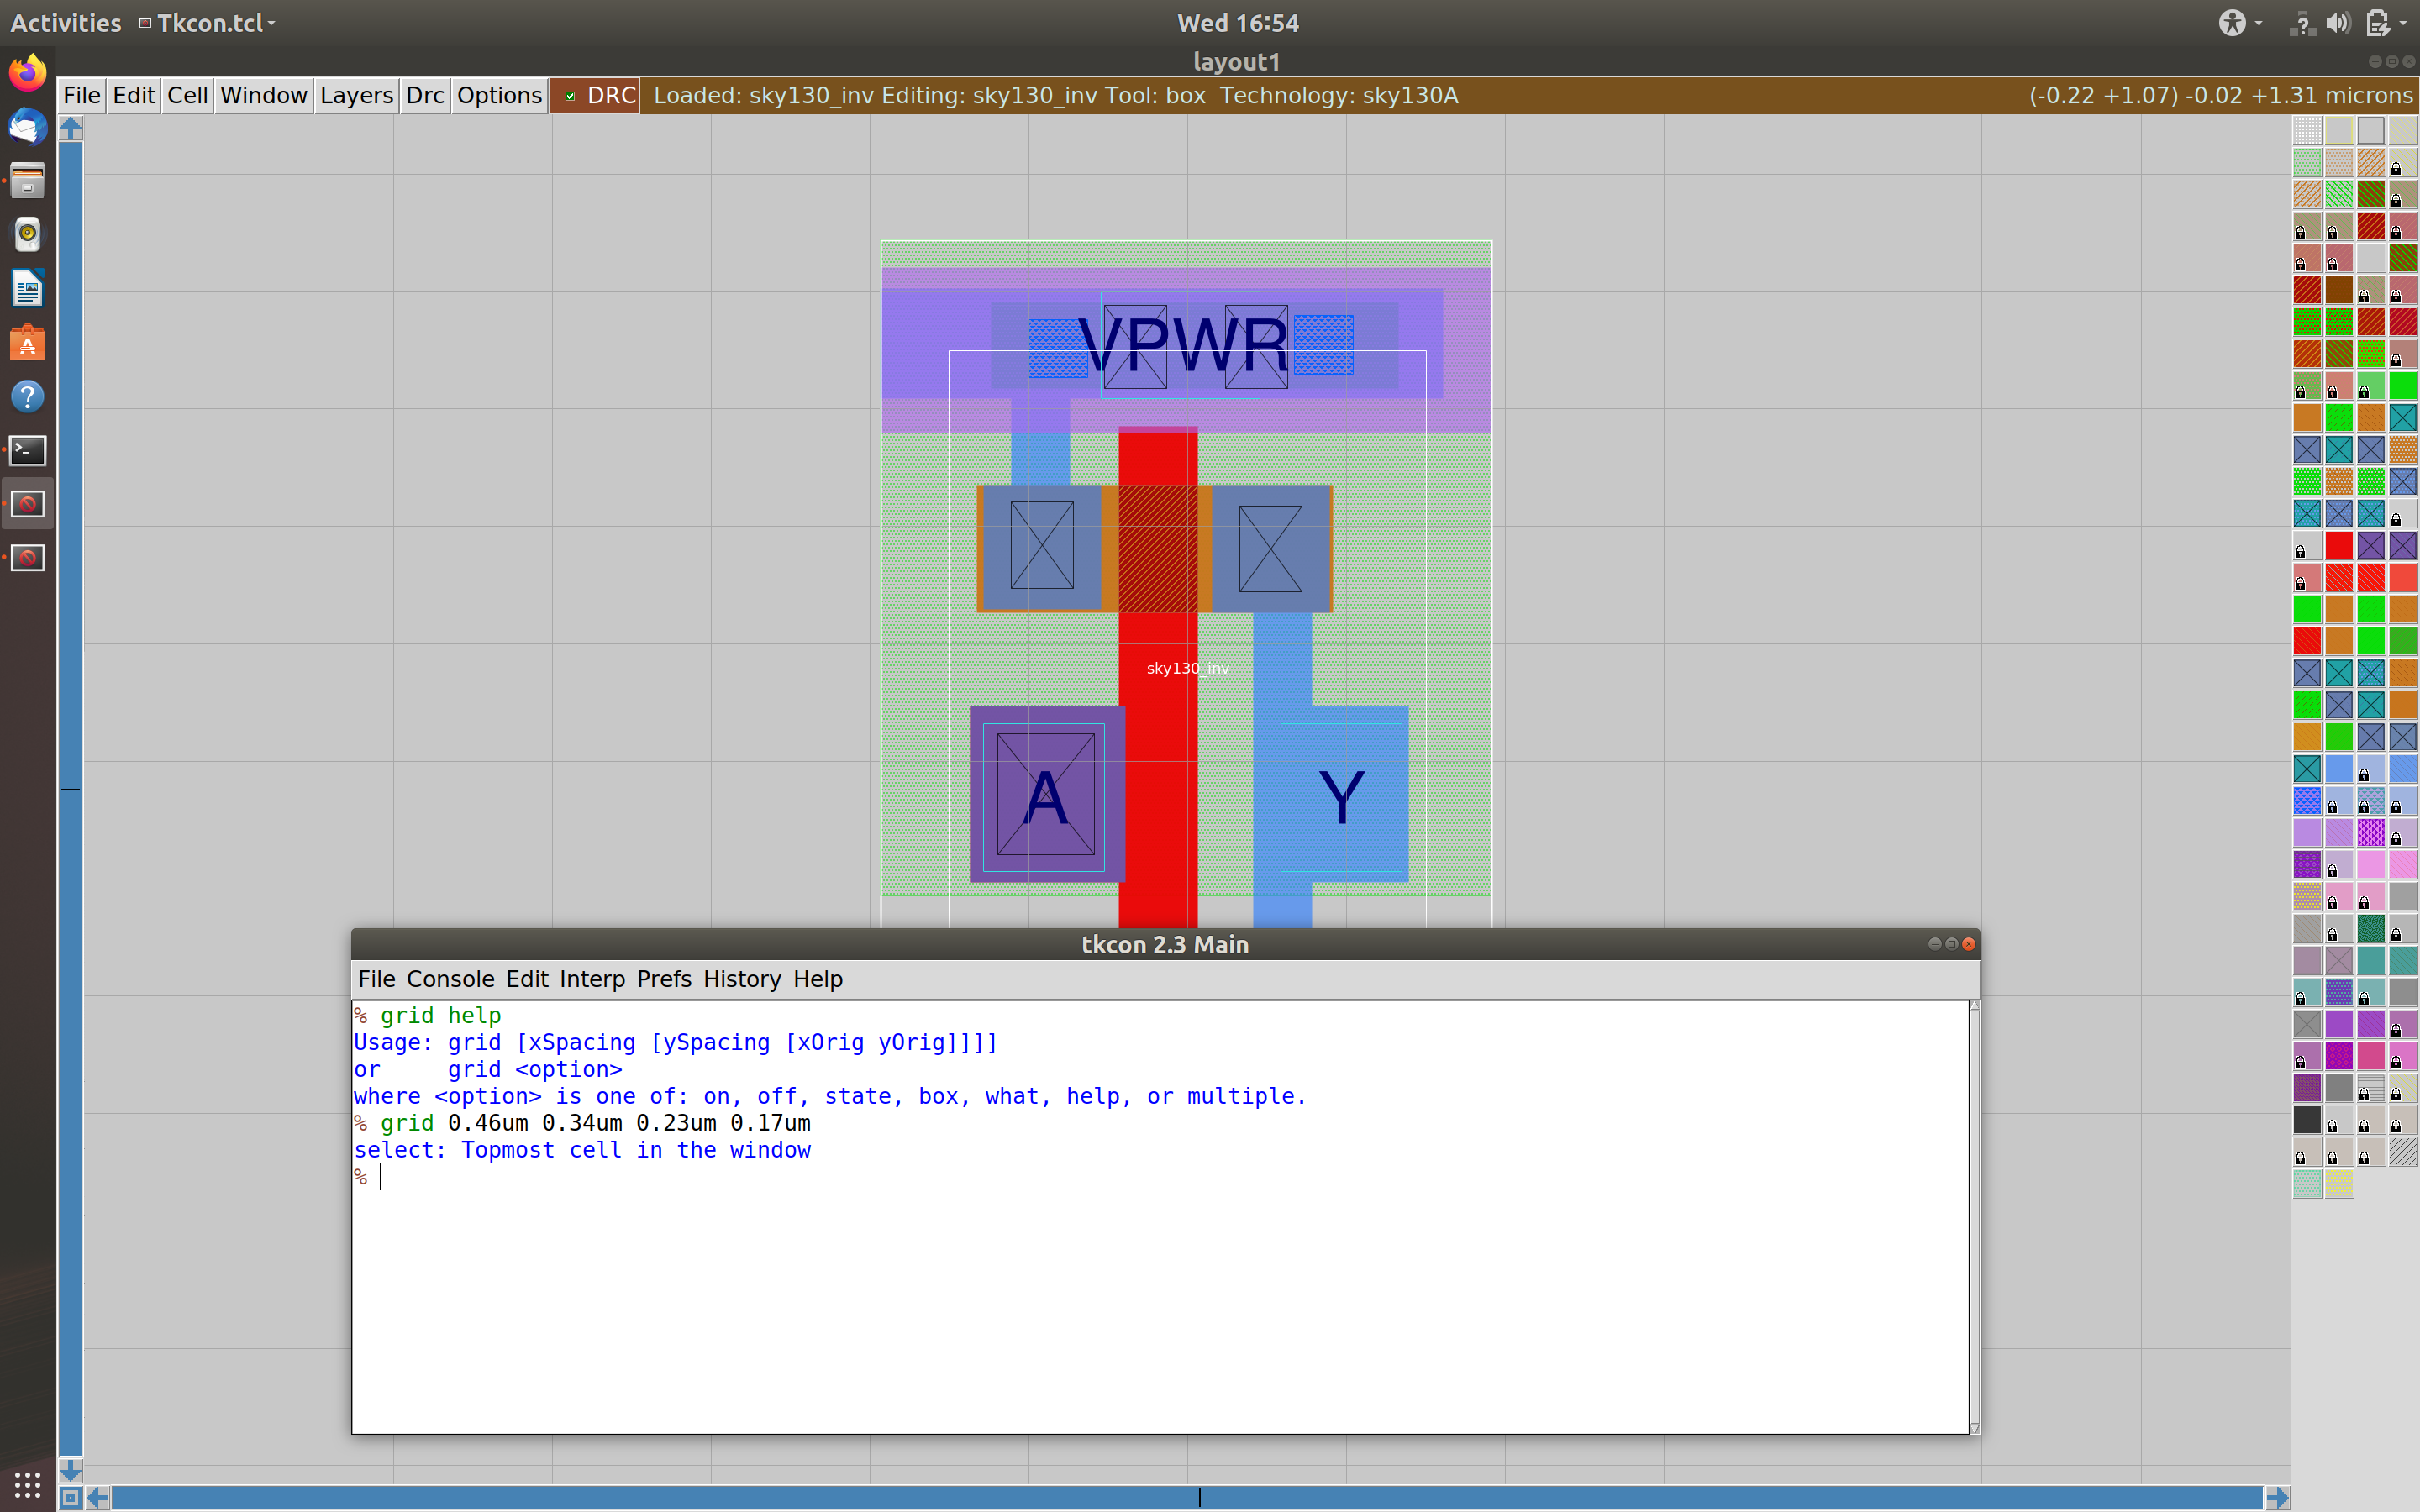 Activities Tkcon.tcl Wed 16:54
layout1
File Edit Cell Window Layers Drc Options DRC Loaded: sky130_inv Editing: sky130_inv Tool: box Technology: sky130A (-0.22 +1.07) -0.02 +1.31 microns
VPWR
sky130_inv
A Y
tkcon 2.3 Main
File Console Edit Interp Prefs History Help
% grid help
Usage: grid [xSpacing [ySpacing [xOrig yOrig]]]]
or grid <option>
where <option> is one of: on, off, state, box, what, help, or multiple.
% grid 0.46um 0.34um 0.23um 0.17um
select: Topmost cell in the window
%